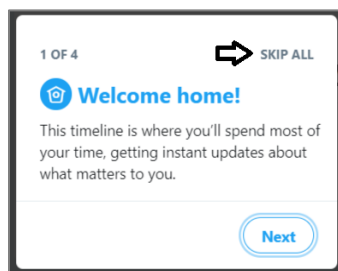 1 OF 4 SKIP ALL
Welcome home!
This timeline is where you'll spend most of
your time, getting instant updates about
what matters to you.
Next